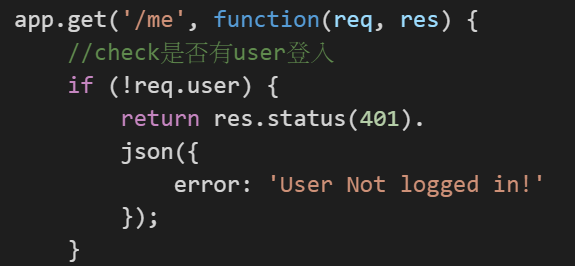 app.get('/me', function(req, res) {
    //check是否有user登入
    if (!req.user) {
        return res.status(401).
        json({
            error: 'User Not logged in!'
        });
    }